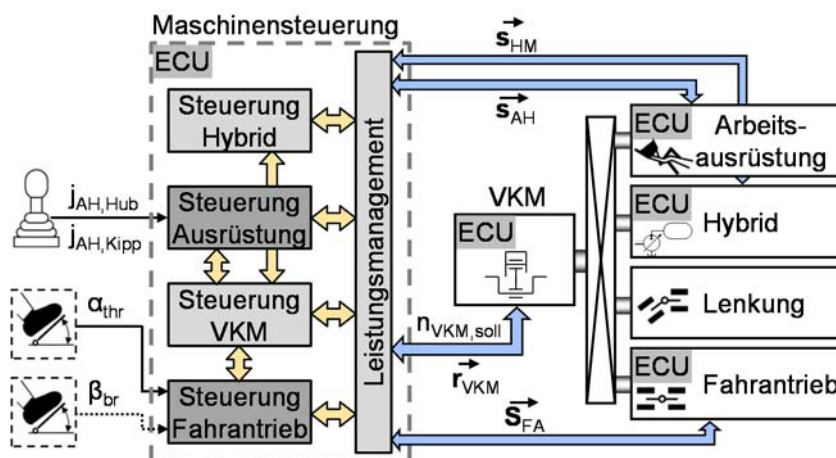 Maschinensteuerung
ECU
Steuerung
Hybrid
Steuerung
Ausrüstung
Steuerung
VKM
Steuerung
Fahrantrieb
Leistungsmanagement
j_AH,Hub
j_AH,Kipp
α_thr
β_br
s_HM
s_AH
VKM
ECU
n_VKM,soll
r_VKM
s_FA
ECU
Arbeits-
ausrüstung
ECU
Hybrid
Lenkung
ECU
Fahrantrieb